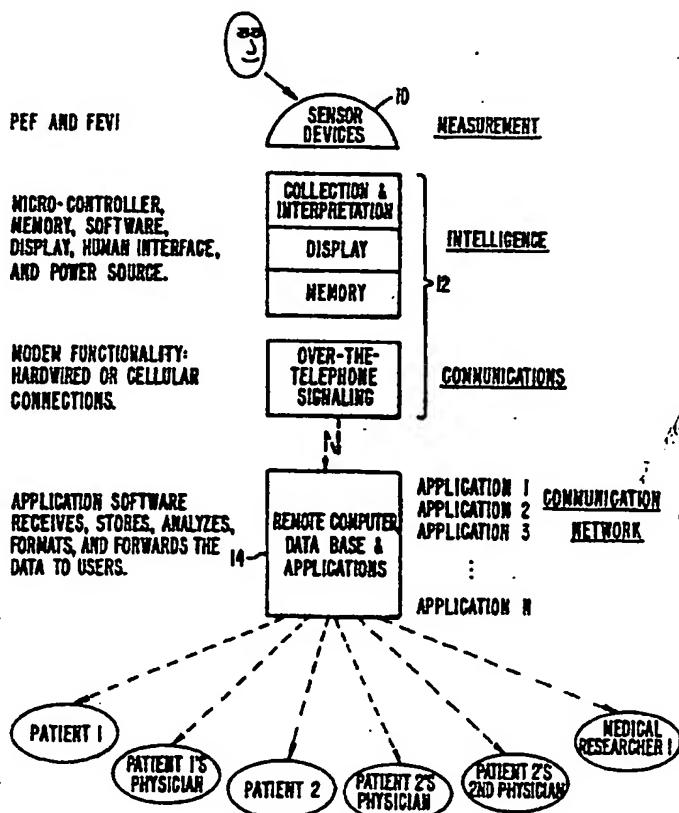 10
PEF AND FEV1
SENSOR
DEVICES
MEASUREMENT
MICRO-CONTROLLER,
MEMORY, SOFTWARE,
DISPLAY, HUMAN INTERFACE,
AND POWER SOURCE.
COLLECTION &
INTERPRETATION
DISPLAY
MEMORY
INTELLIGENCE
12
MODEM FUNCTIONALITY:
HARDWIRED OR CELLULAR
CONNECTIONS.
OVER-THE-
TELEPHONE
SIGNALING
COMMUNICATIONS
APPLICATION SOFTWARE
RECEIVES, STORES, ANALYZES,
FORMATS, AND FORWARDS THE
DATA TO USERS.
14
REMOTE COMPUTER
DATA BASE &
APPLICATIONS
APPLICATION 1
APPLICATION 2
APPLICATION 3
⋮
APPLICATION N
COMMUNICATION
NETWORK
PATIENT 1
PATIENT 1'S
PHYSICIAN
PATIENT 2
PATIENT 2'S
PHYSICIAN
PATIENT 2'S
2ND PHYSICIAN
MEDICAL
RESEARCHER 1